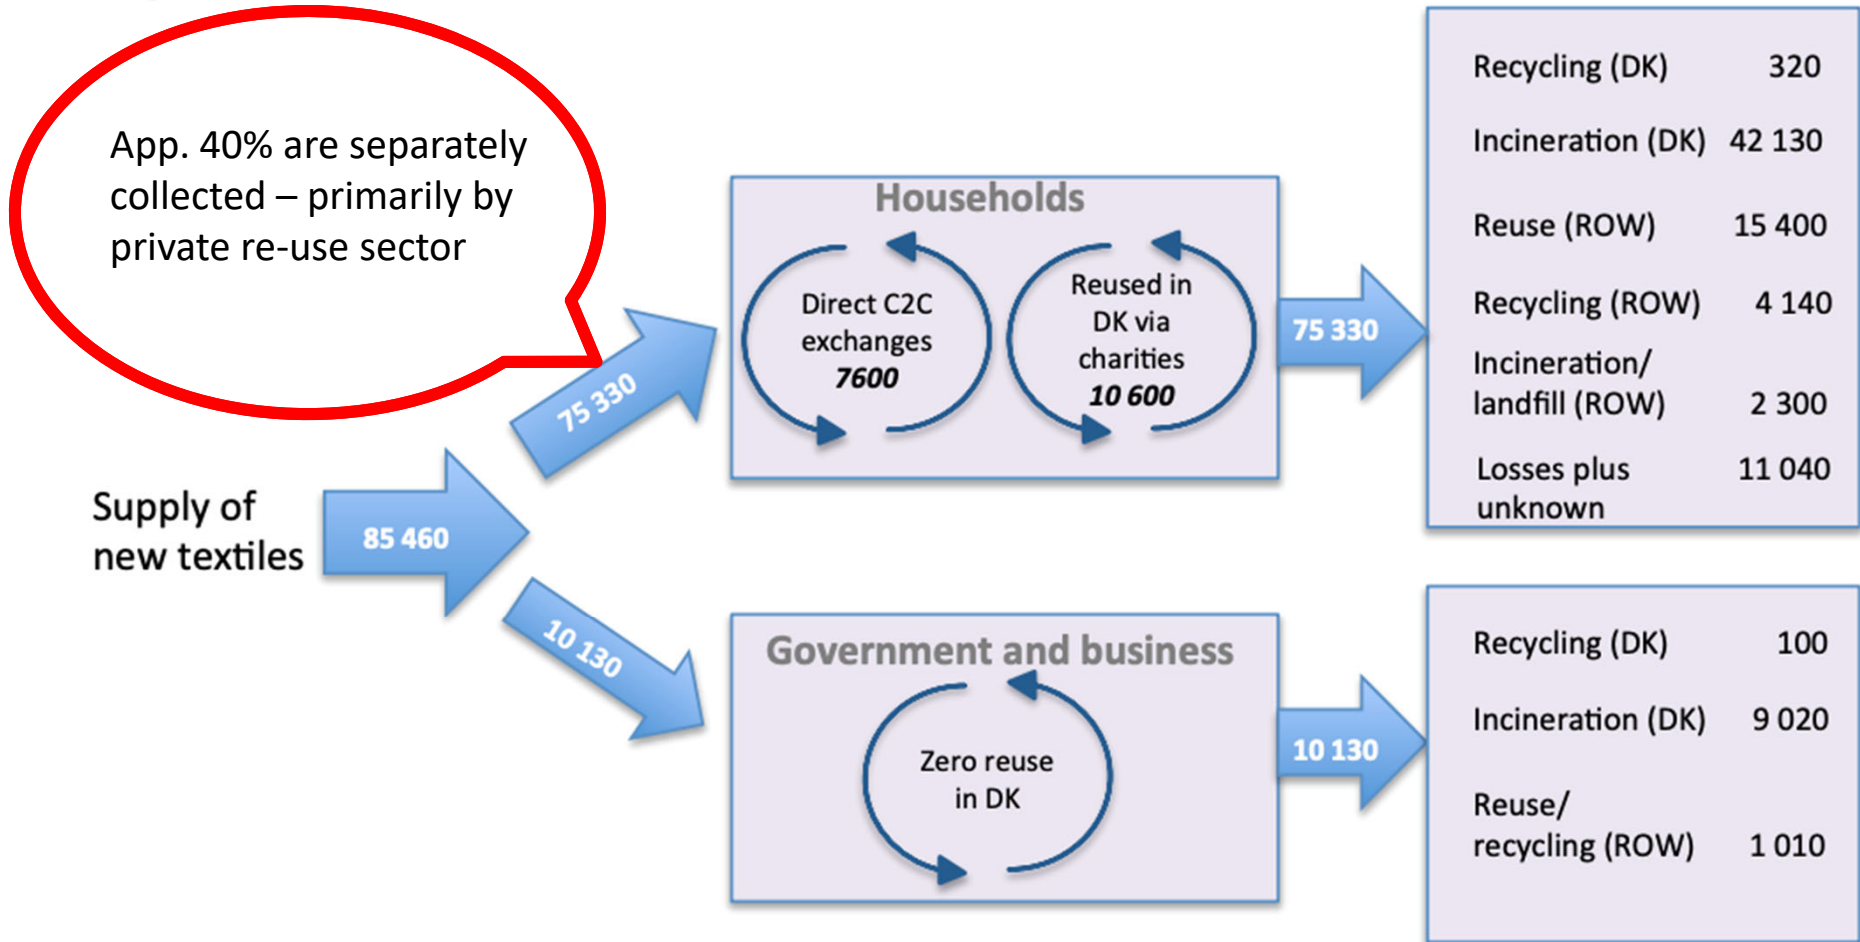 App. 40% are separately
collected – primarily by
private re-use sector
Supply of
new textiles
85 460
75 330
10 130
Households
Direct C2C
exchanges
7600
Reused in
DK via
charities
10 600
75 330
Recycling (DK) 320
Incineration (DK) 42 130
Reuse (ROW) 15 400
Recycling (ROW) 4 140
Incineration/
landfill (ROW) 2 300
Losses plus 11 040
unknown
Government and business
Zero reuse
in DK
10 130
Recycling (DK) 100
Incineration (DK) 9 020
Reuse/
recycling (ROW) 1 010